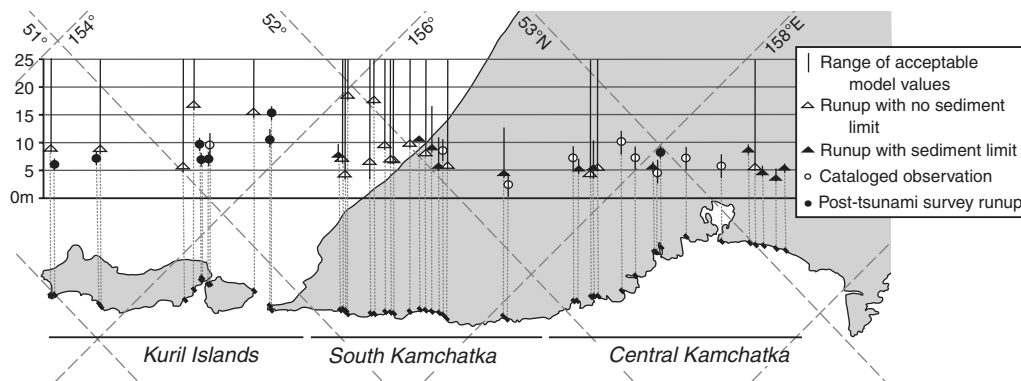 51°
154°
52°
156°
53°N
158°E
25
20
15
10
5
0m
Range of acceptable
model values
Runup with no sediment
limit
Runup with sediment limit
Cataloged observation
Post-tsunami survey runup
Kuril Islands
South Kamchatka
Central Kamchatka